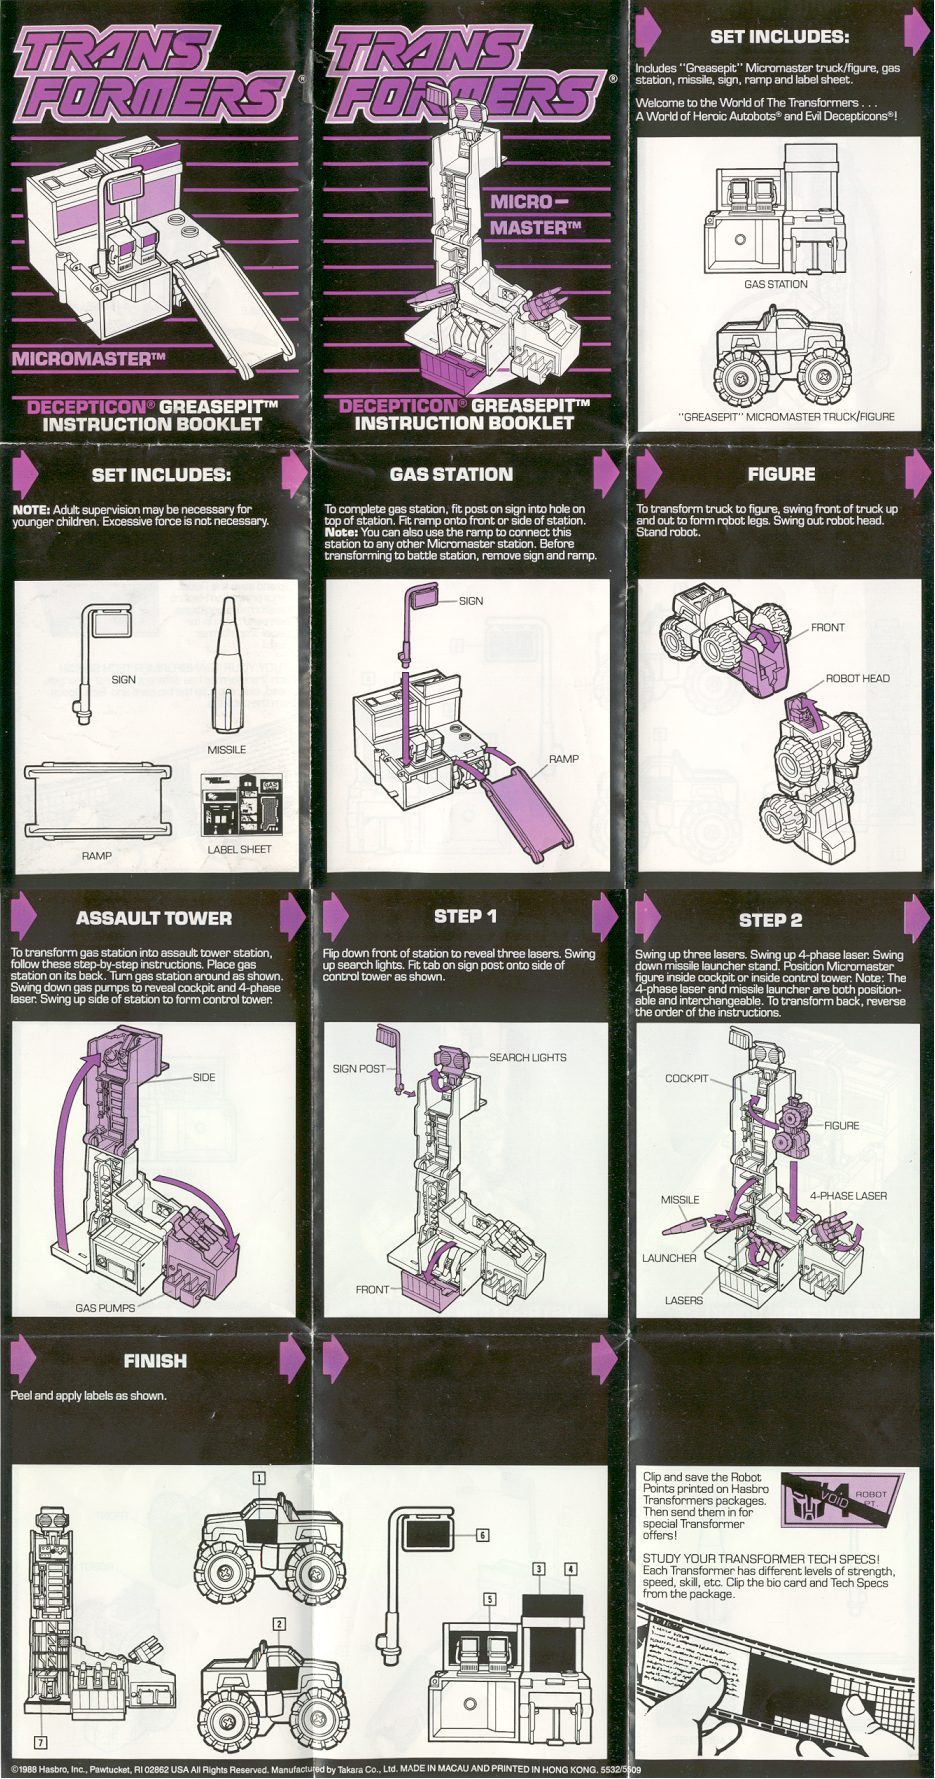 TRANS
FORMERS®
MICROMASTER™
DECEPTICON® GREASEPIT™
INSTRUCTION BOOKLET
TRANS
FORMERS®
MICRO–
MASTER™
DECEPTICON® GREASEPIT™
INSTRUCTION BOOKLET
SET INCLUDES:
Includes "Greasepit" Micromaster truck/figure, gas
station, missile, sign, ramp and label sheet.
Welcome to the World of The Transformers . . .
A World of Heroic Autobots® and Evil Decepticons®!
GAS STATION
"GREASEPIT" MICROMASTER TRUCK/FIGURE
SET INCLUDES:
NOTE: Adult supervision may be necessary for
younger children. Excessive force is not necessary.
SIGN
MISSILE
RAMP
LABEL SHEET
GAS STATION
To complete gas station, fit post on sign into hole on
top of station. Fit ramp onto front or side of station.
Note: You can also use the ramp to connect this
station to any other Micromaster station. Before
transforming to battle station, remove sign and ramp.
SIGN
RAMP
FIGURE
To transform truck to figure, swing front of truck up
and out to form robot legs. Swing out robot head.
Stand robot.
FRONT
ROBOT HEAD
ASSAULT TOWER
To transform gas station into assault tower station,
follow these step-by-step instructions. Place gas
station on its back. Turn gas station around as shown.
Swing down gas pumps to reveal cockpit and 4-phase
laser. Swing up side of station to form control tower.
SIDE
GAS PUMPS
STEP 1
Flip down front of station to reveal three lasers. Swing
up search lights. Fit tab on sign post onto side of
control tower as shown.
SIGN POST
SEARCH LIGHTS
FRONT
STEP 2
Swing up three lasers. Swing up 4-phase laser. Swing
down missile launcher stand. Position Micromaster
figure inside cockpit or inside control tower. Note: The
4-phase laser and missile launcher are both position-
able and interchangeable. To transform back, reverse
the order of the instructions.
COCKPIT
FIGURE
MISSILE
4-PHASE LASER
LAUNCHER
LASERS
FINISH
Peel and apply labels as shown.
1
2
7
6
3
4
5
Clip and save the Robot
Points printed on Hasbro
Transformers packages.
Then send them in for
special Transformer
offers!
VOID
ROBOT
PT.
STUDY YOUR TRANSFORMER TECH SPECS!
Each Transformer has different levels of strength,
speed, skill, etc. Clip the bio card and Tech Specs
from the package.
©1988 Hasbro, Inc., Pawtucket, RI 02862 USA All Rights Reserved. Manufactured by Takara Co., Ltd. MADE IN MACAU AND PRINTED IN HONG KONG. 5532/5509